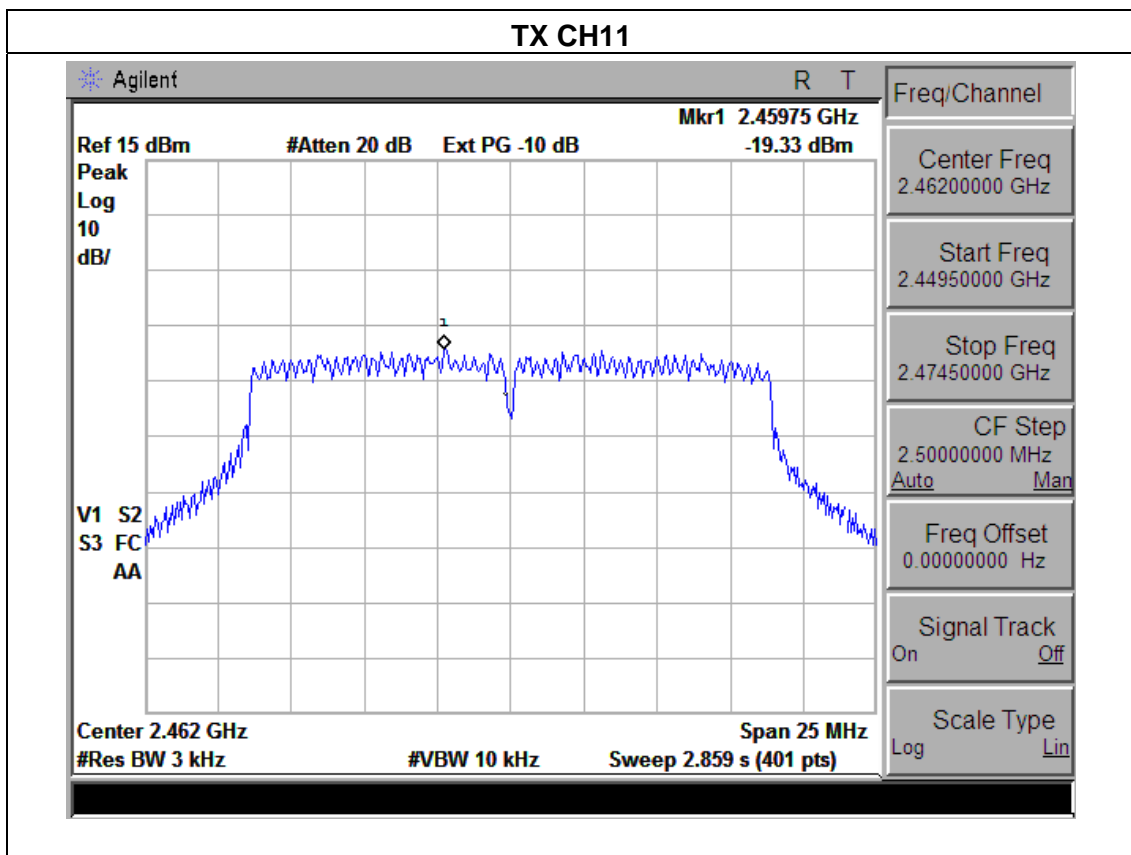 TX CH11
Agilent R T
Mkr1 2.45975 GHz
Ref 15 dBm #Atten 20 dB Ext PG -10 dB -19.33 dBm
Peak
Log
10
dB/
1
V1 S2
S3 FC
AA
Center 2.462 GHz Span 25 MHz
#Res BW 3 kHz #VBW 10 kHz Sweep 2.859 s (401 pts)
Freq/Channel
Center Freq
2.46200000 GHz
Start Freq
2.44950000 GHz
Stop Freq
2.47450000 GHz
CF Step
2.50000000 MHz
Auto Man
Freq Offset
0.00000000 Hz
Signal Track
On Off
Scale Type
Log Lin